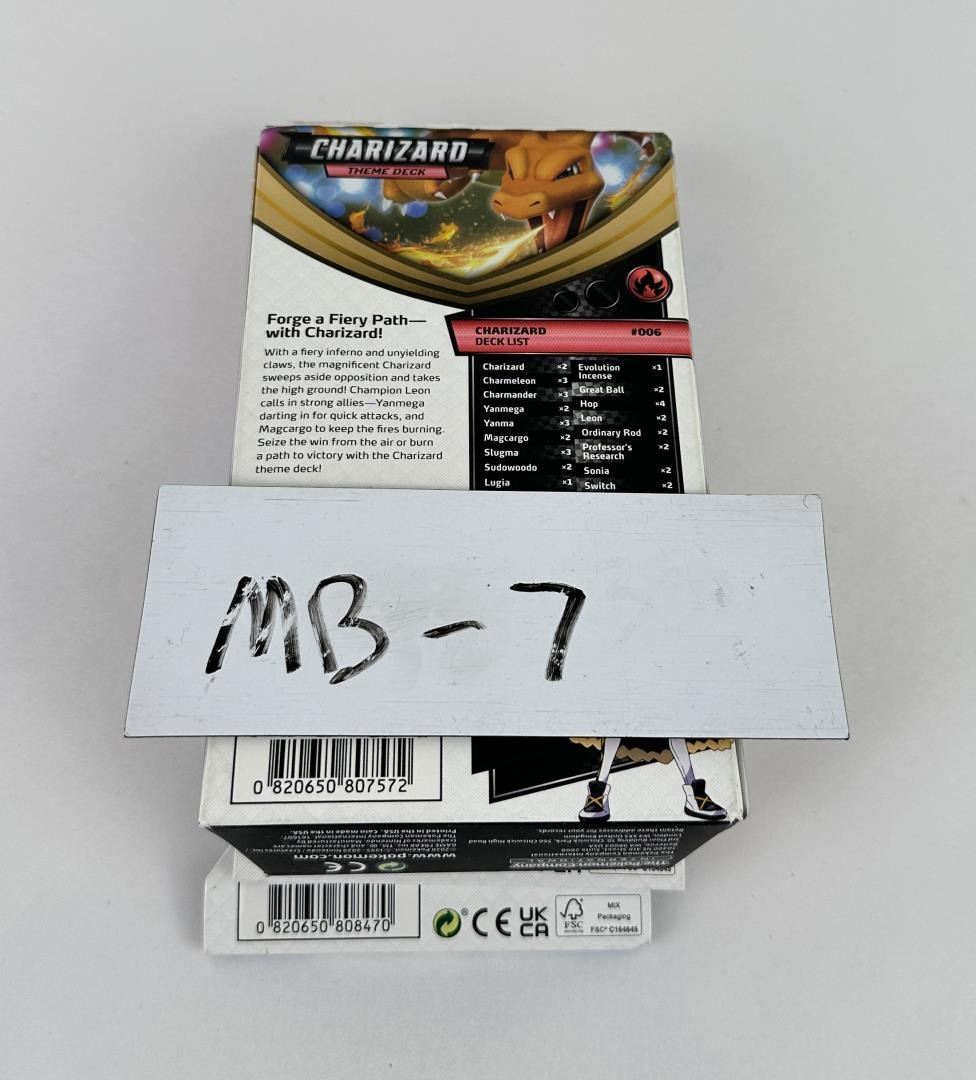 CHARIZARD
THEME DECK
Forge a Fiery Path—
with Charizard!
With a fiery inferno and unyielding
claws, the magnificent Charizard
sweeps aside opposition and takes
the high ground! Champion Leon
calls in strong allies—Yanmega
darting in for quick attacks, and
Magcargo to keep the fires burning.
Seize the win from the air or burn
a path to victory with the Charizard
theme deck!
CHARIZARD #006
DECK LIST
Charizard ×2
Charmeleon ×3
Charmander ×3
Yanmega ×2
Yanma ×3
Magcargo ×2
Slugma ×3
Sudowoodo ×2
Lugia ×1
Evolution
Incense ×1
Great Ball ×2
Hop ×4
Leon ×2
Ordinary Rod ×2
Professor's
Research ×2
Sonia ×2
Switch ×2
MB-7
0 820650 807572
www.pokemon.com
CE
The Pokémon Company
INTERNATIONAL
0 820650 808470
® CE UK
CA
FSC
MIX
Packaging
FSC® C164645